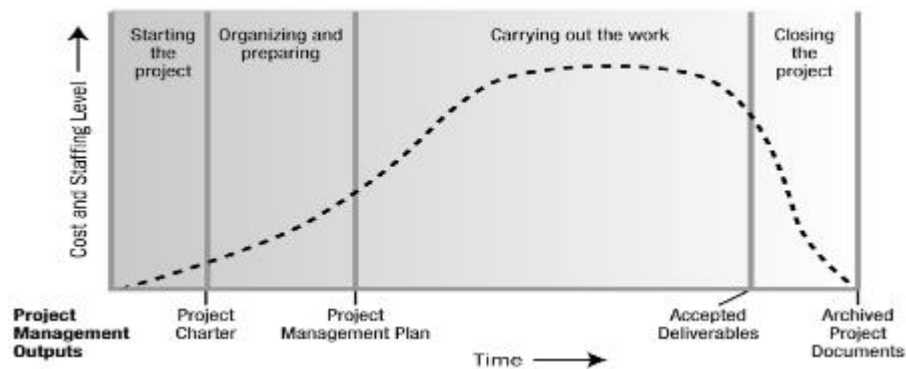 Starting
the
project
Organizing and
preparing
Carrying out the work
Closing
the
project
Cost and Staffing Level
Project
Management
Outputs
Project
Charter
Project
Management Plan
Accepted
Deliverables
Archived
Project
Documents
Time